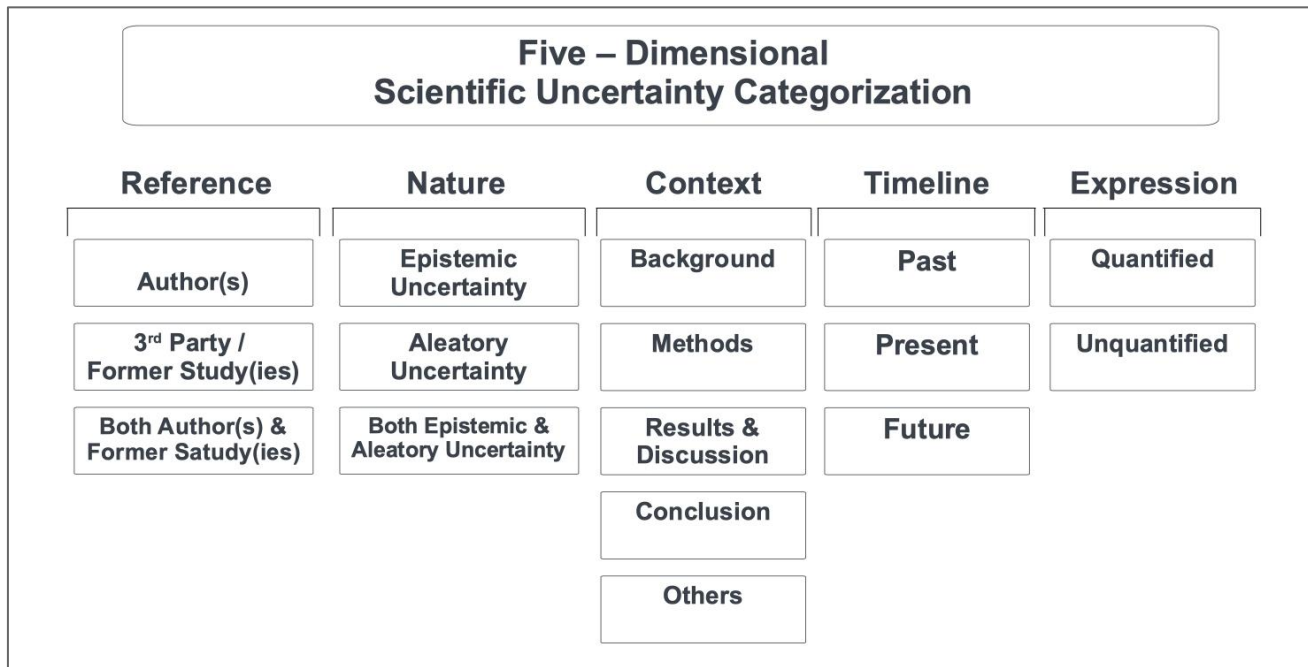 Five – Dimensional
Scientific Uncertainty Categorization
Reference
Nature
Context
Timeline
Expression
Author(s)
3rd Party /
Former Study(ies)
Both Author(s) &
Former Satudy(ies)
Epistemic
Uncertainty
Aleatory
Uncertainty
Both Epistemic &
Aleatory Uncertainty
Background
Methods
Results &
Discussion
Conclusion
Others
Past
Present
Future
Quantified
Unquantified